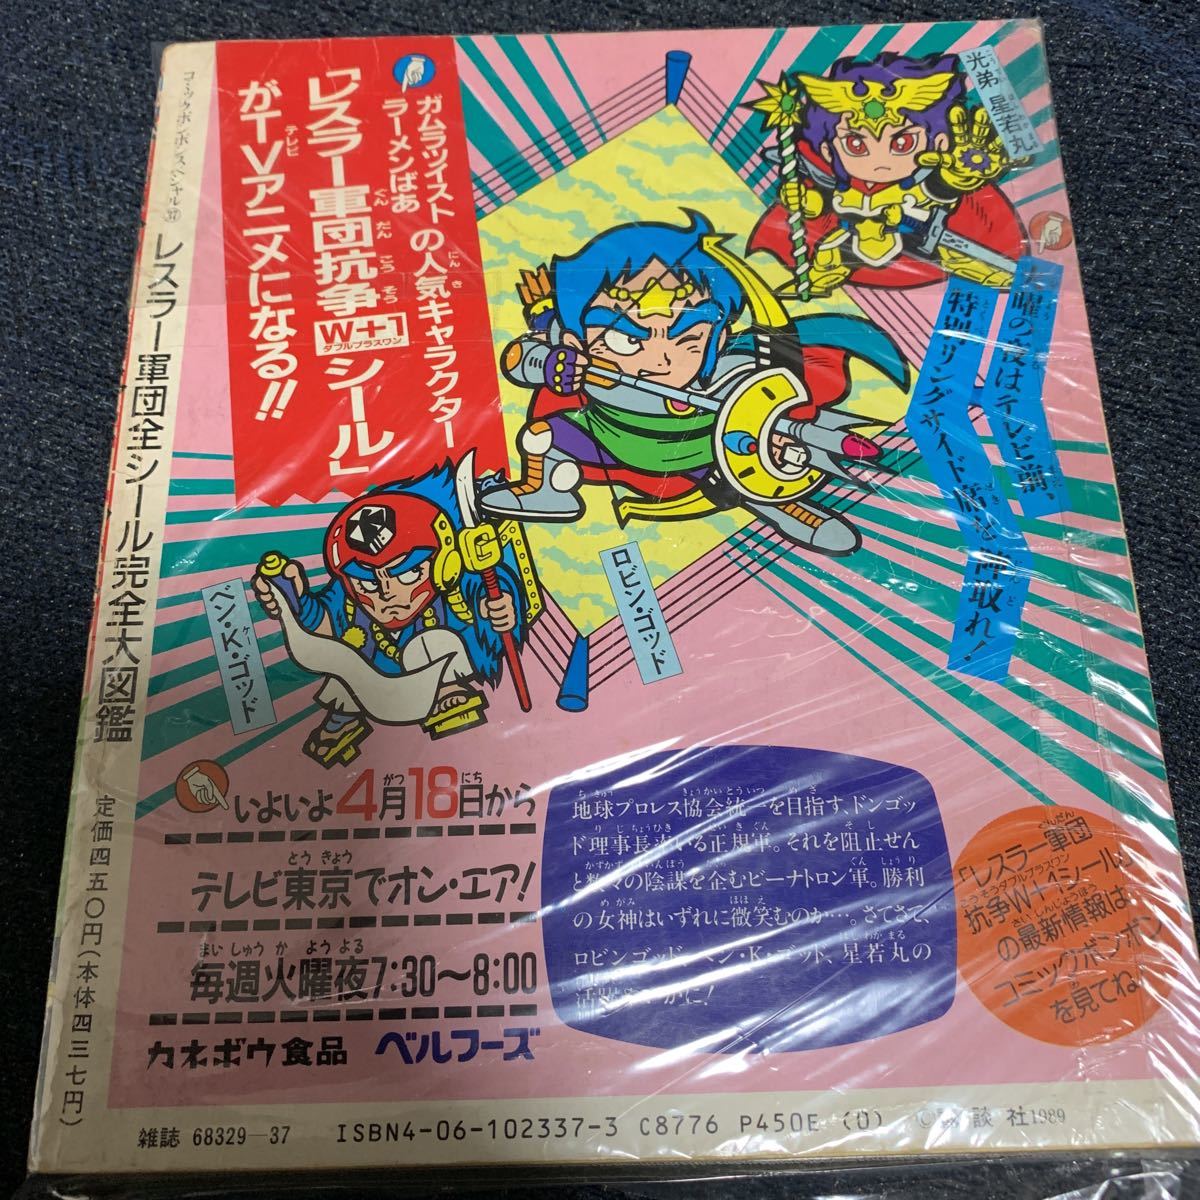 コミックボンボンスペシャル㊲ レスラー軍団全シール完全大図鑑
定価四五〇円(本体四三七円)
ガムラツイスト
ラーメンばあ
の人気キャラクター
「レスラー軍団抗争W+1シール」
ダブルプラスワン
がTVアニメになる!!
光弟 星若丸
火曜の夜はテレビ前、
特別リングサイド席を
陣取れ!
ロビン・ゴッド
ベン・K・ゴッド
いよいよ4月18日から
テレビ東京でオン・エア!
毎週火曜夜7:30〜8:00
カネボウ食品 ベルフーズ
地球プロレス協会統一を目指す、ドンゴッ
ド理事長率いる正規軍。それを阻止せん
と数々の陰謀を企むビーナトロン軍。勝利
の女神はいずれに微笑むのか…。さてさて、
ロビンゴッド、ベン・K・ゴッド、星若丸の
活躍やいかに!
「レスラー軍団
抗争W+1シール」
の最新情報は、
コミックボンボン
を見てね
雑誌 68329-37
ISBN4-06-102337-3 C8776 P450E (0)
©講談社1989